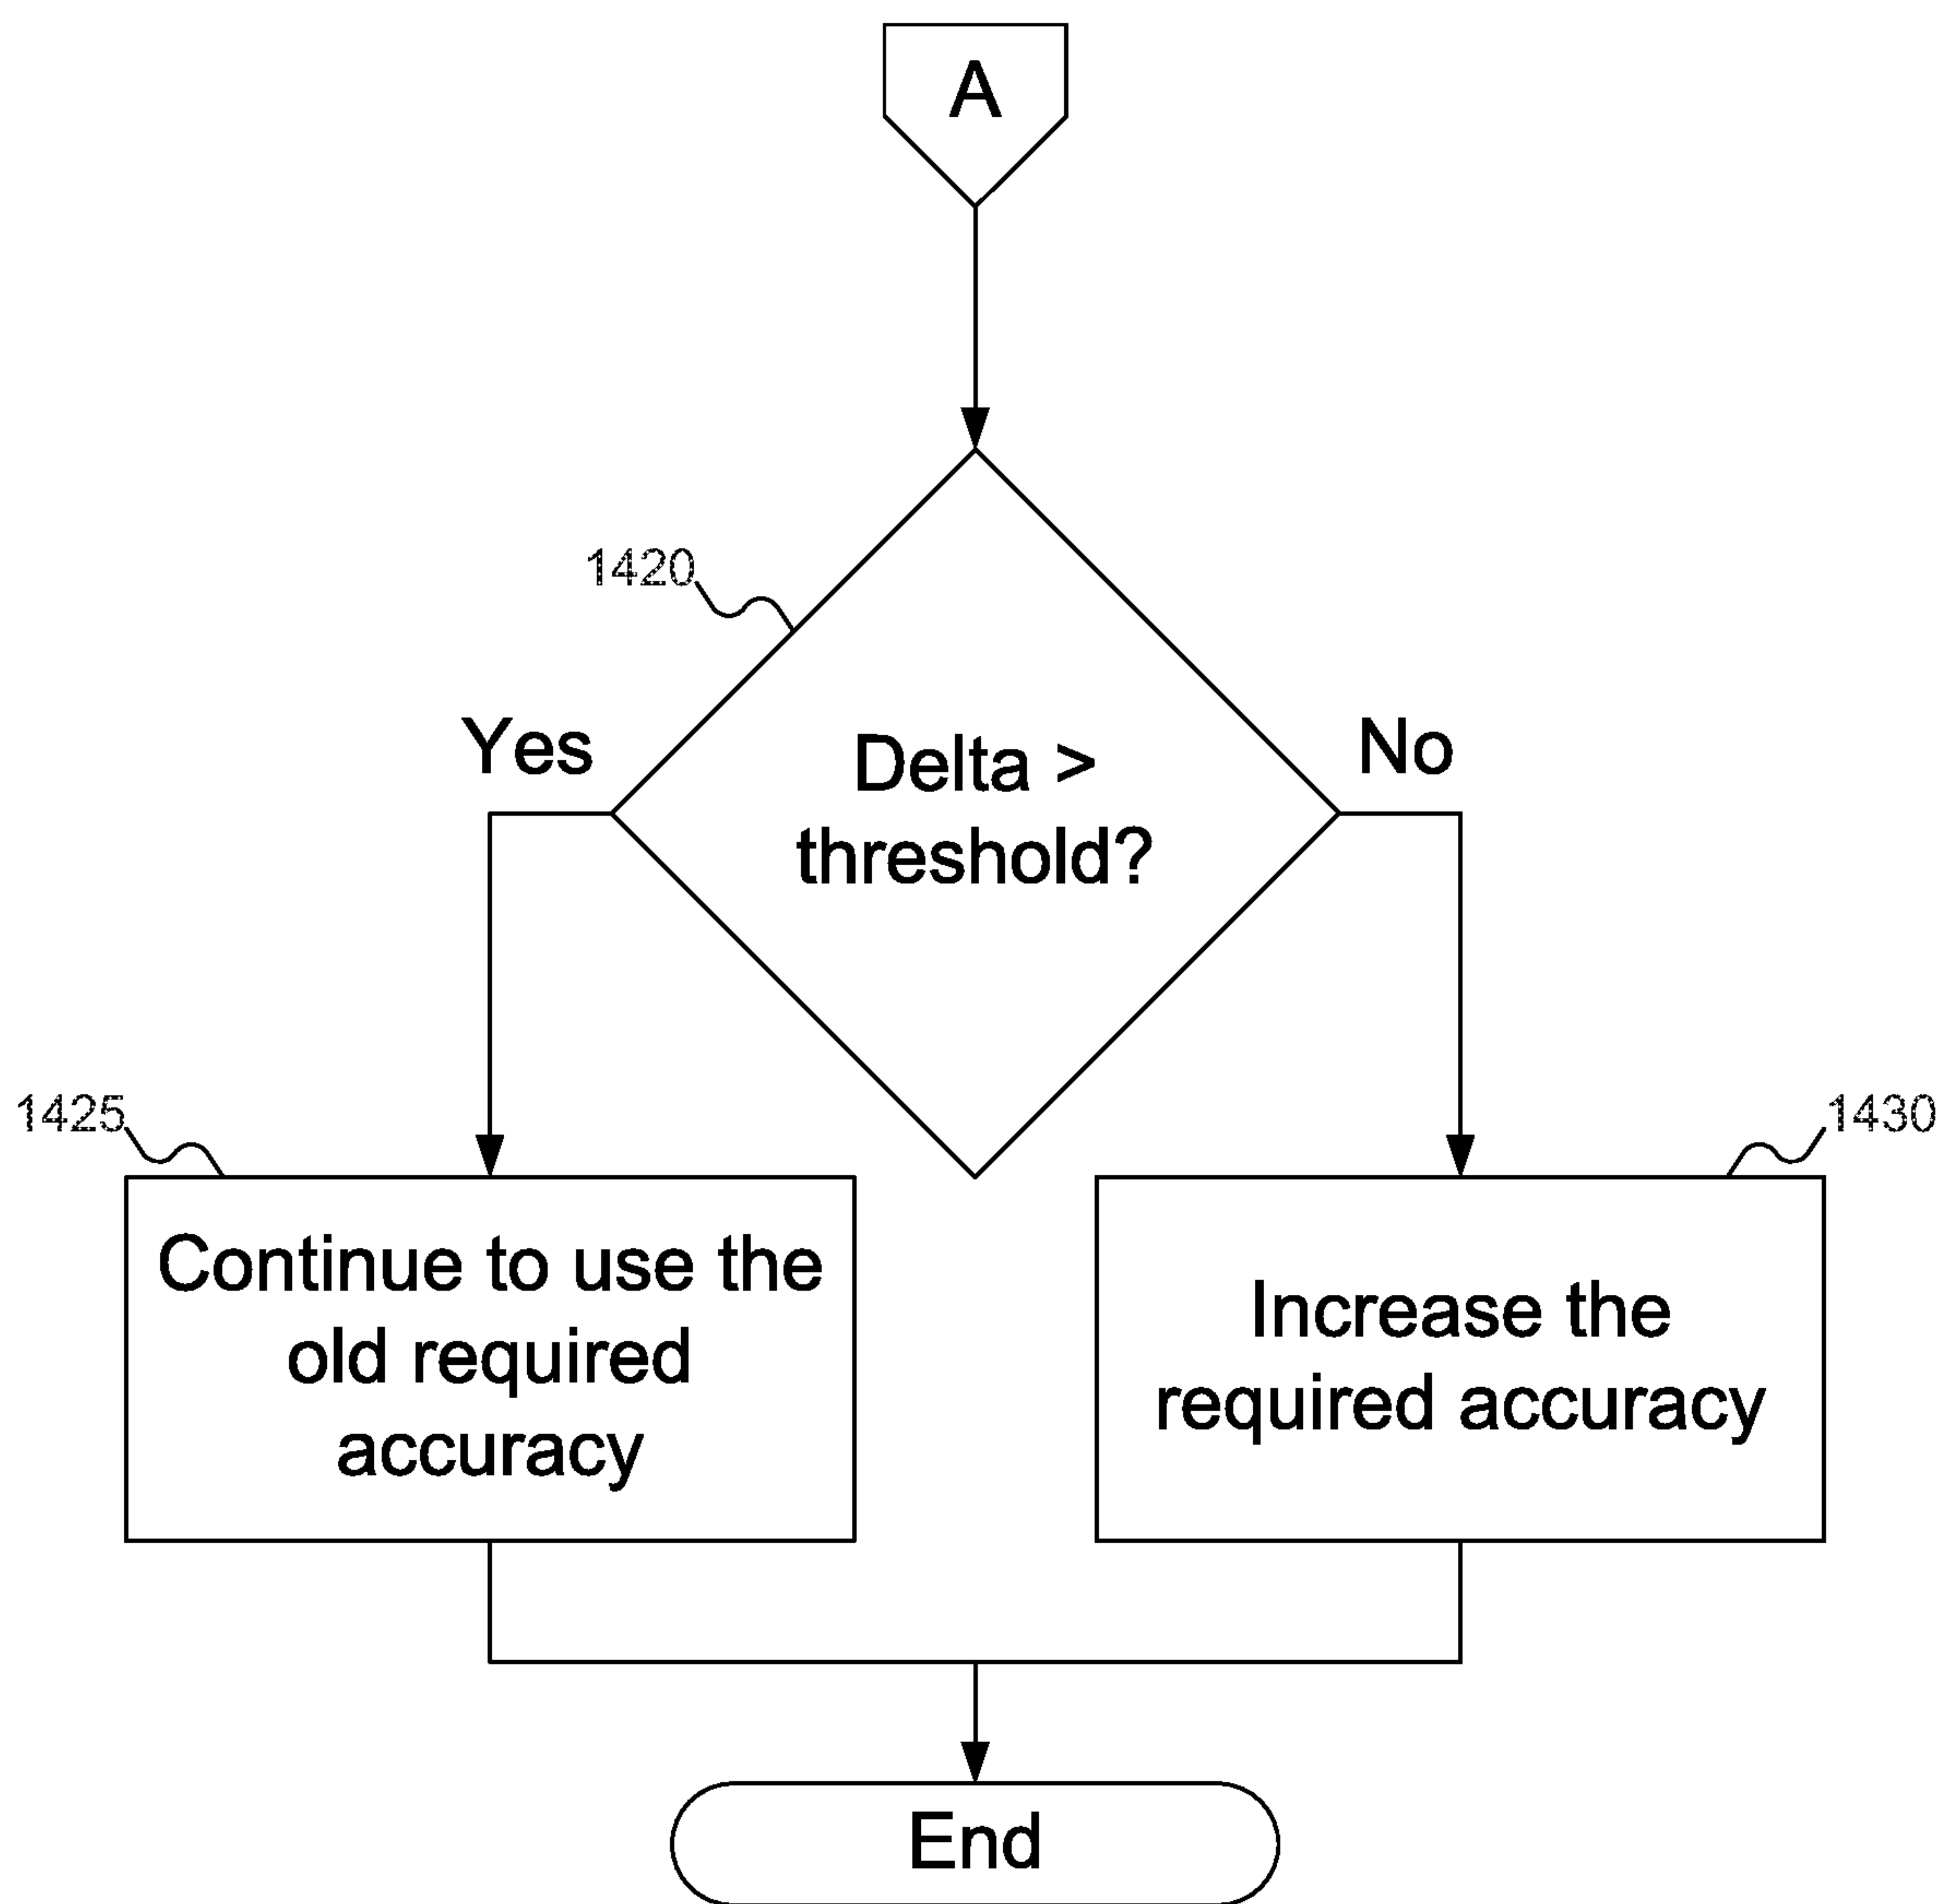 A
1420
Yes
Delta >
threshold?
No
1425
1430
Continue to use the
old required
accuracy
Increase the
required accuracy
End